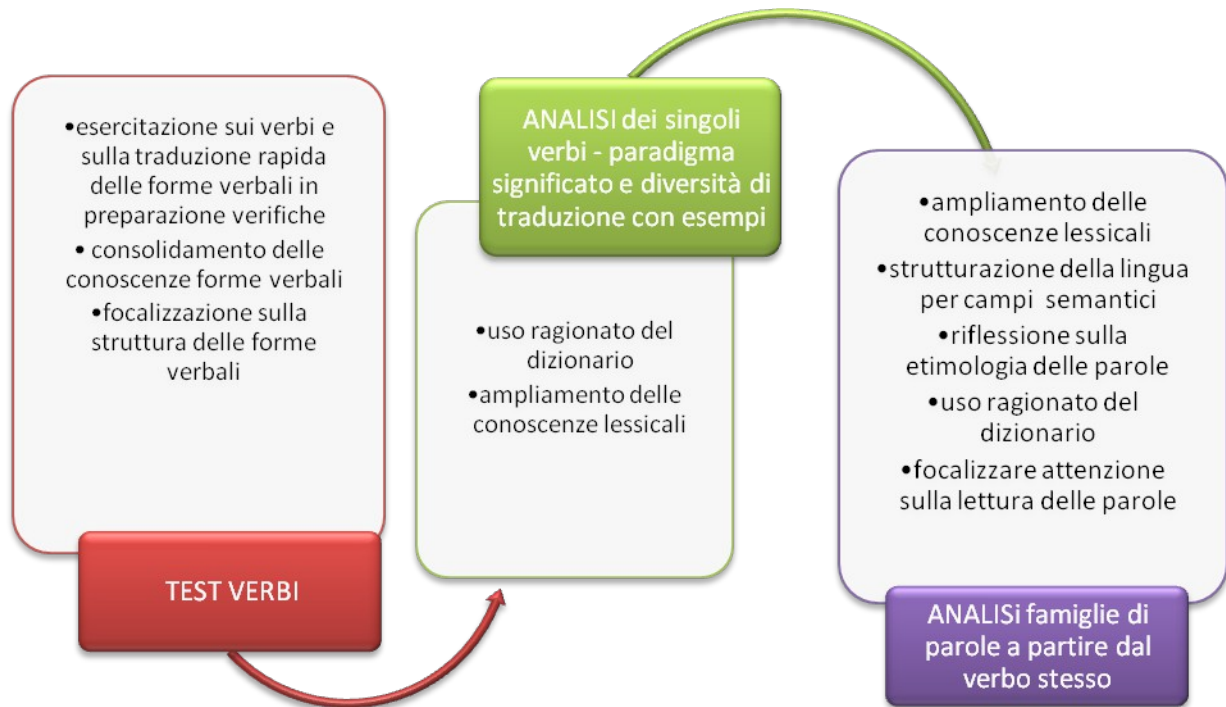 •esercitazione sui verbi e
sulla traduzione rapida
delle forme verbali in
preparazione verifiche
• consolidamento delle
conoscenze forme verbali
•focalizzazione sulla
struttura delle forme
verbali
TEST VERBI
ANALISI dei singoli
verbi - paradigma
significato e diversità di
traduzione con esempi
•uso ragionato del
dizionario
•ampliamento delle
conoscenze lessicali
•ampliamento delle
conoscenze lessicali
•strutturazione della lingua
per campi semantici
•riflessione sulla
etimologia delle parole
•uso ragionato del
dizionario
•focalizzare attenzione
sulla lettura delle parole
ANALISi famiglie di
parole a partire dal
verbo stesso